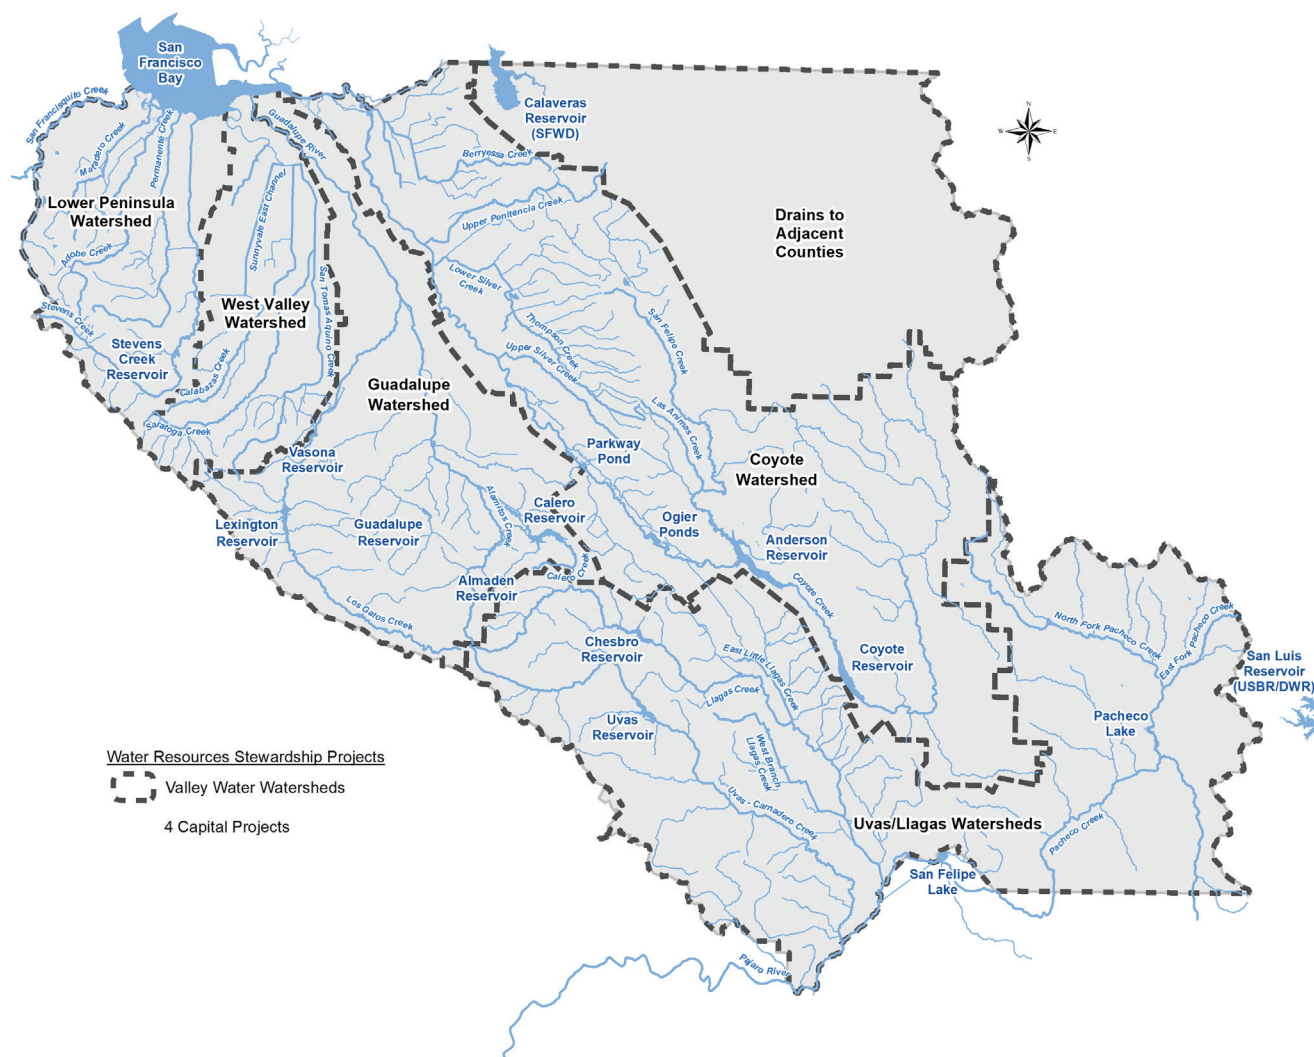 San
Francisco
Bay
San Francisquito Creek
Matadero Creek
Permanente Creek
Lower Peninsula
Watershed
Adobe Creek
Stevens Creek
Stevens
Creek
Reservoir
Guadalupe River
Sunnyvale East Channel
West Valley
Watershed
San Tomas Aquino Creek
Calabazas Creek
Saratoga Creek
Calaveras
Reservoir
(SFWD)
Berryessa Creek
Upper Penitencia Creek
Lower Silver
Creek
Thompson Creek
Upper Silver Creek
San Felipe Creek
Las Animas Creek
Drains to
Adjacent
Counties
N
W
E
S
Guadalupe
Watershed
Vasona
Reservoir
Lexington
Reservoir
Guadalupe
Reservoir
Alamitos Creek
Calero
Reservoir
Almaden
Reservoir
Calero Creek
Los Gatos Creek
Parkway
Pond
Ogier
Ponds
Coyote
Watershed
Anderson
Reservoir
Coyote Creek
Coyote
Reservoir
Chesbro
Reservoir
East Little Llagas Creek
Llagas Creek
Uvas
Reservoir
West Branch
Llagas Creek
Uvas - Carnadero Creek
Uvas/Llagas Watersheds
North Fork Pacheco Creek
East Fork Pacheco Creek
San Luis
Reservoir
(USBR/DWR)
Pacheco
Lake
Pacheco Creek
San Felipe
Lake
Pajaro River
Water Resources Stewardship Projects
Valley Water Watersheds
4 Capital Projects